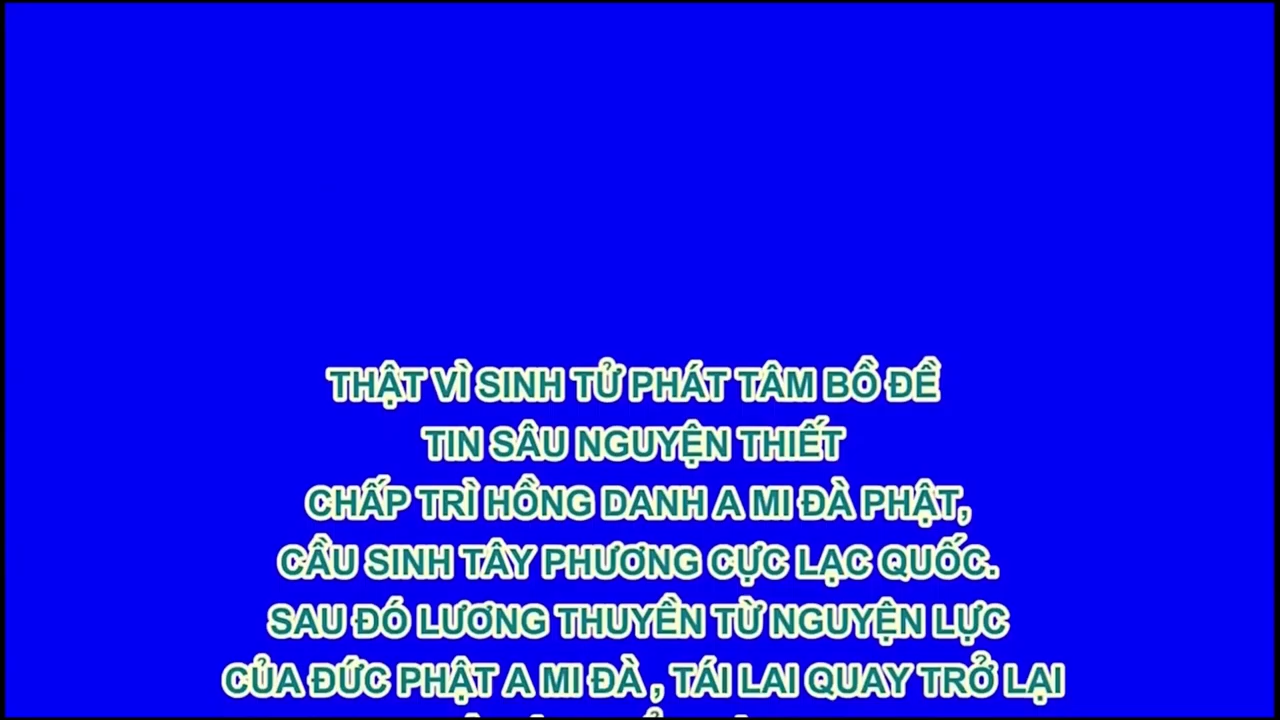 THẬT VÌ SINH TỬ PHÁT TÂM BỒ ĐỀ
TIN SÂU NGUYỆN THIẾT
CHẤP TRÌ HỒNG DANH A MI ĐÀ PHẬT,
CẦU SINH TÂY PHƯƠNG CỰC LẠC QUỐC.
SAU ĐÓ LƯƠNG THUYỀN TỪ NGUYỆN LỰC
CỦA ĐỨC PHẬT A MI ĐÀ , TÁI LAI QUAY TRỞ LẠI